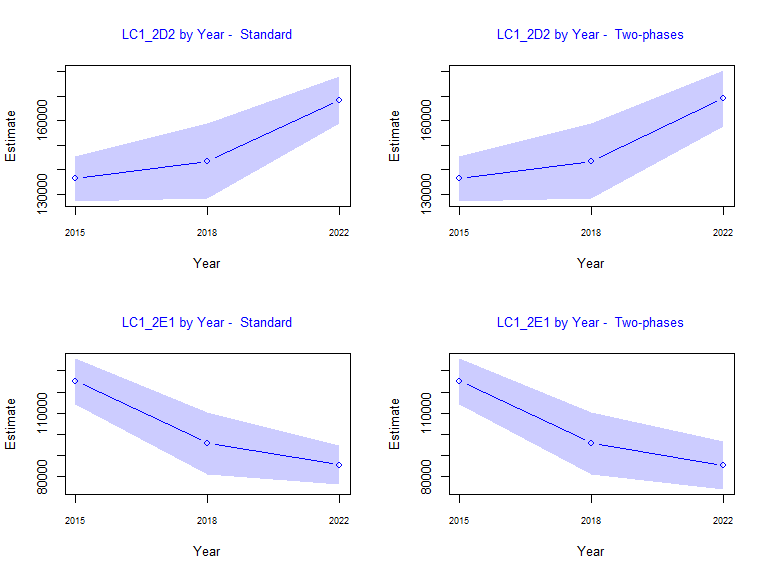 LC1_2D2 by Year -  Standard
Estimate
160000
130000
2015
2018
2022
Year
LC1_2D2 by Year -  Two-phases
Estimate
160000
130000
2015
2018
2022
Year
LC1_2E1 by Year -  Standard
Estimate
110000
80000
2015
2018
2022
Year
LC1_2E1 by Year -  Two-phases
Estimate
110000
80000
2015
2018
2022
Year